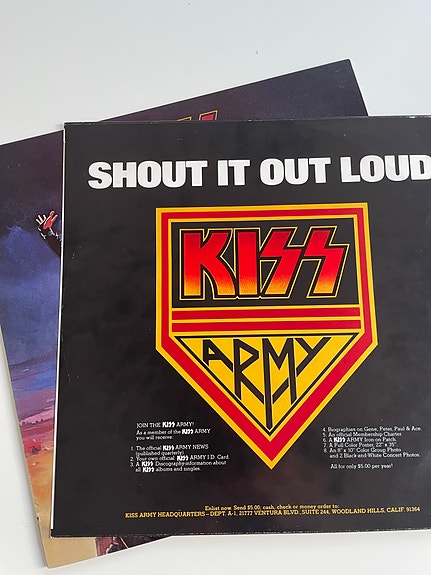 SHOUT IT OUT LOUD
KISS
ARMY
JOIN THE KISS ARMY!
As a member of the KISS ARMY
you will receive:
1. The official KISS ARMY NEWS
(published quarterly)
2. Your own official KISS ARMY I.D. Card.
3. A KISS Discography-information about
all KISS albums and singles.
4. Biographies on Gene, Peter, Paul & Ace.
5. An official Membership Charter.
6. A KISS ARMY Iron-on Patch.
7. A Full Color Poster, 22" x 35".
8. An 8" x 10" Color Group Photo
and 2 Black-and-White Concert Photos.
All for only $5.00 per year!
Enlist now: Send $5.00, cash, check or money order to:
KISS ARMY HEADQUARTERS – DEPT. A-1, 21777 VENTURA BLVD., SUITE 244, WOODLAND HILLS, CALIF. 91364